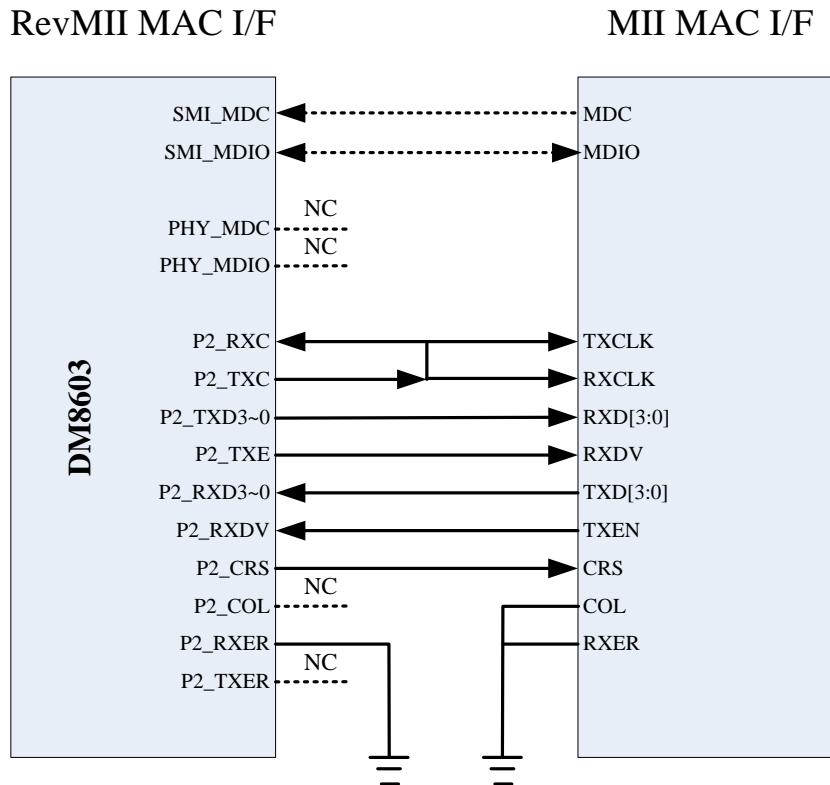 RevMII MAC I/F
MII MAC I/F
SMI_MDC
MDC
SMI_MDIO
MDIO
PHY_MDC
NC
PHY_MDIO
NC
P2_RXC
TXCLK
P2_TXC
RXCLK
P2_TXD3~0
RXD[3:0]
P2_TXE
RXDV
P2_RXD3~0
TXD[3:0]
P2_RXDV
TXEN
P2_CRS
CRS
P2_COL
NC
COL
P2_RXER
RXER
P2_TXER
NC
DM8603